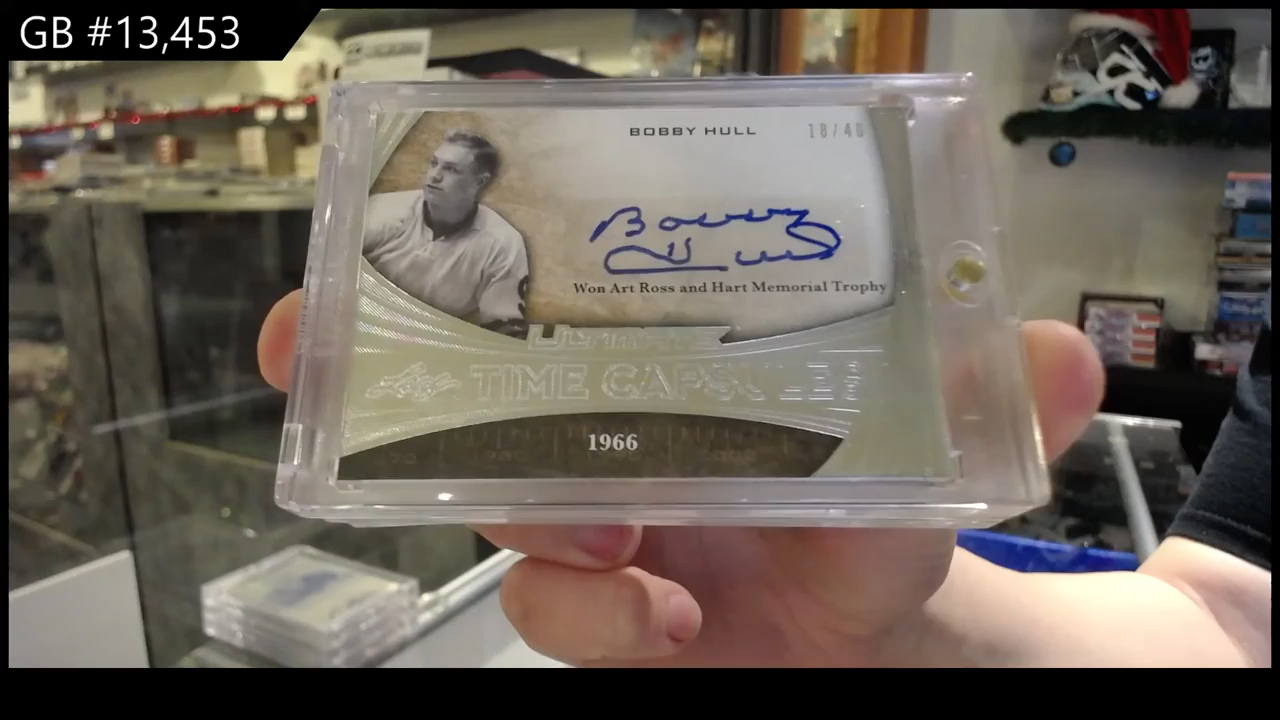 GB #13,453
BOBBY HULL
18/40
Bobby
Hull
Won Art Ross and Hart Memorial Trophy
ULTIMATE
Leaf TIME CAPSULES
1966